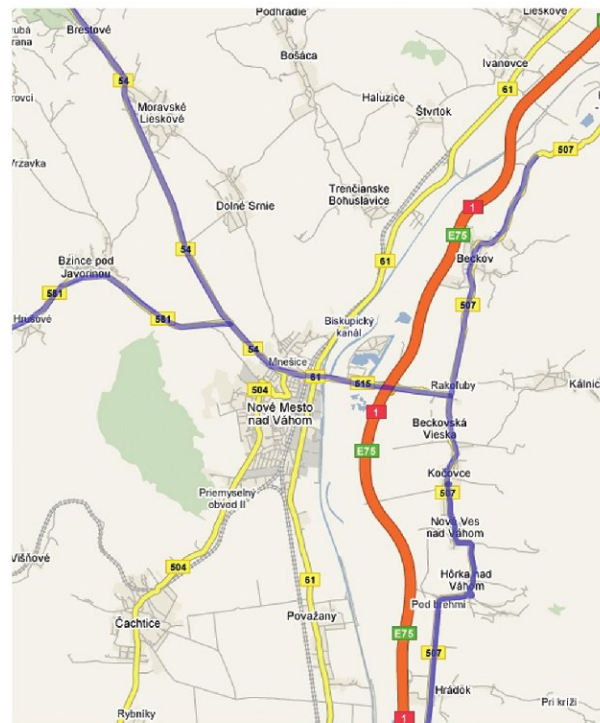 Podhradie
Lieskové
Brestové
Bošáca
Ivanovce
54
61
Haluzice
Moravské
Lieskové
Štvrtok
507
Vrzavka
Trenčianske
Bohuslávice
Dolné Srnie
1
E75
54
61
Beckov
Bzince pod
Javorinou
581
507
Hrušové
581
Biskupický
kanál
54
Mnešice
61
515
Rakoľuby
504
1
Nové Mesto
nad Váhom
Beckovská
Vieska
E75
Kočovce
Priemyselný
obvod II
507
Nová Ves
nad Váhom
Višňové
504
61
Hôrka nad
Váhom
Pod brehmi
Považany
Čachtice
E75
507
Hrádok
Pri kríži
Rybníky
1